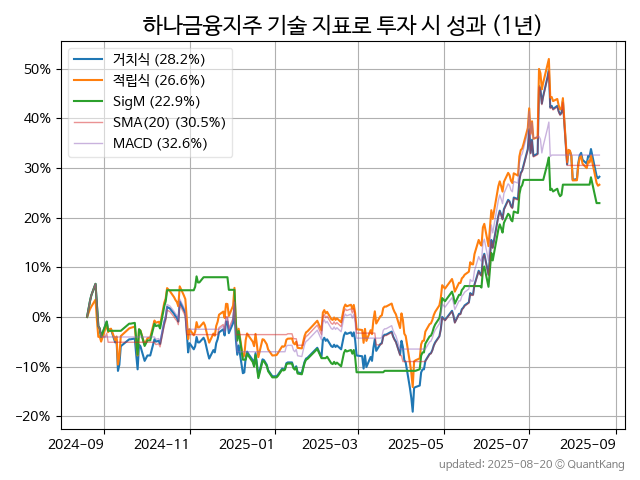 하나금융지주 기술 지표로 투자 시 성과 (1년)
거치식 (28.2%)
적립식 (26.6%)
SigM (22.9%)
SMA(20) (30.5%)
MACD (32.6%)
50%
40%
30%
20%
10%
0%
−10%
−20%
2024-09 2024-11 2025-01 2025-03 2025-05 2025-07 2025-09
updated: 2025-08-20 © QuantKang